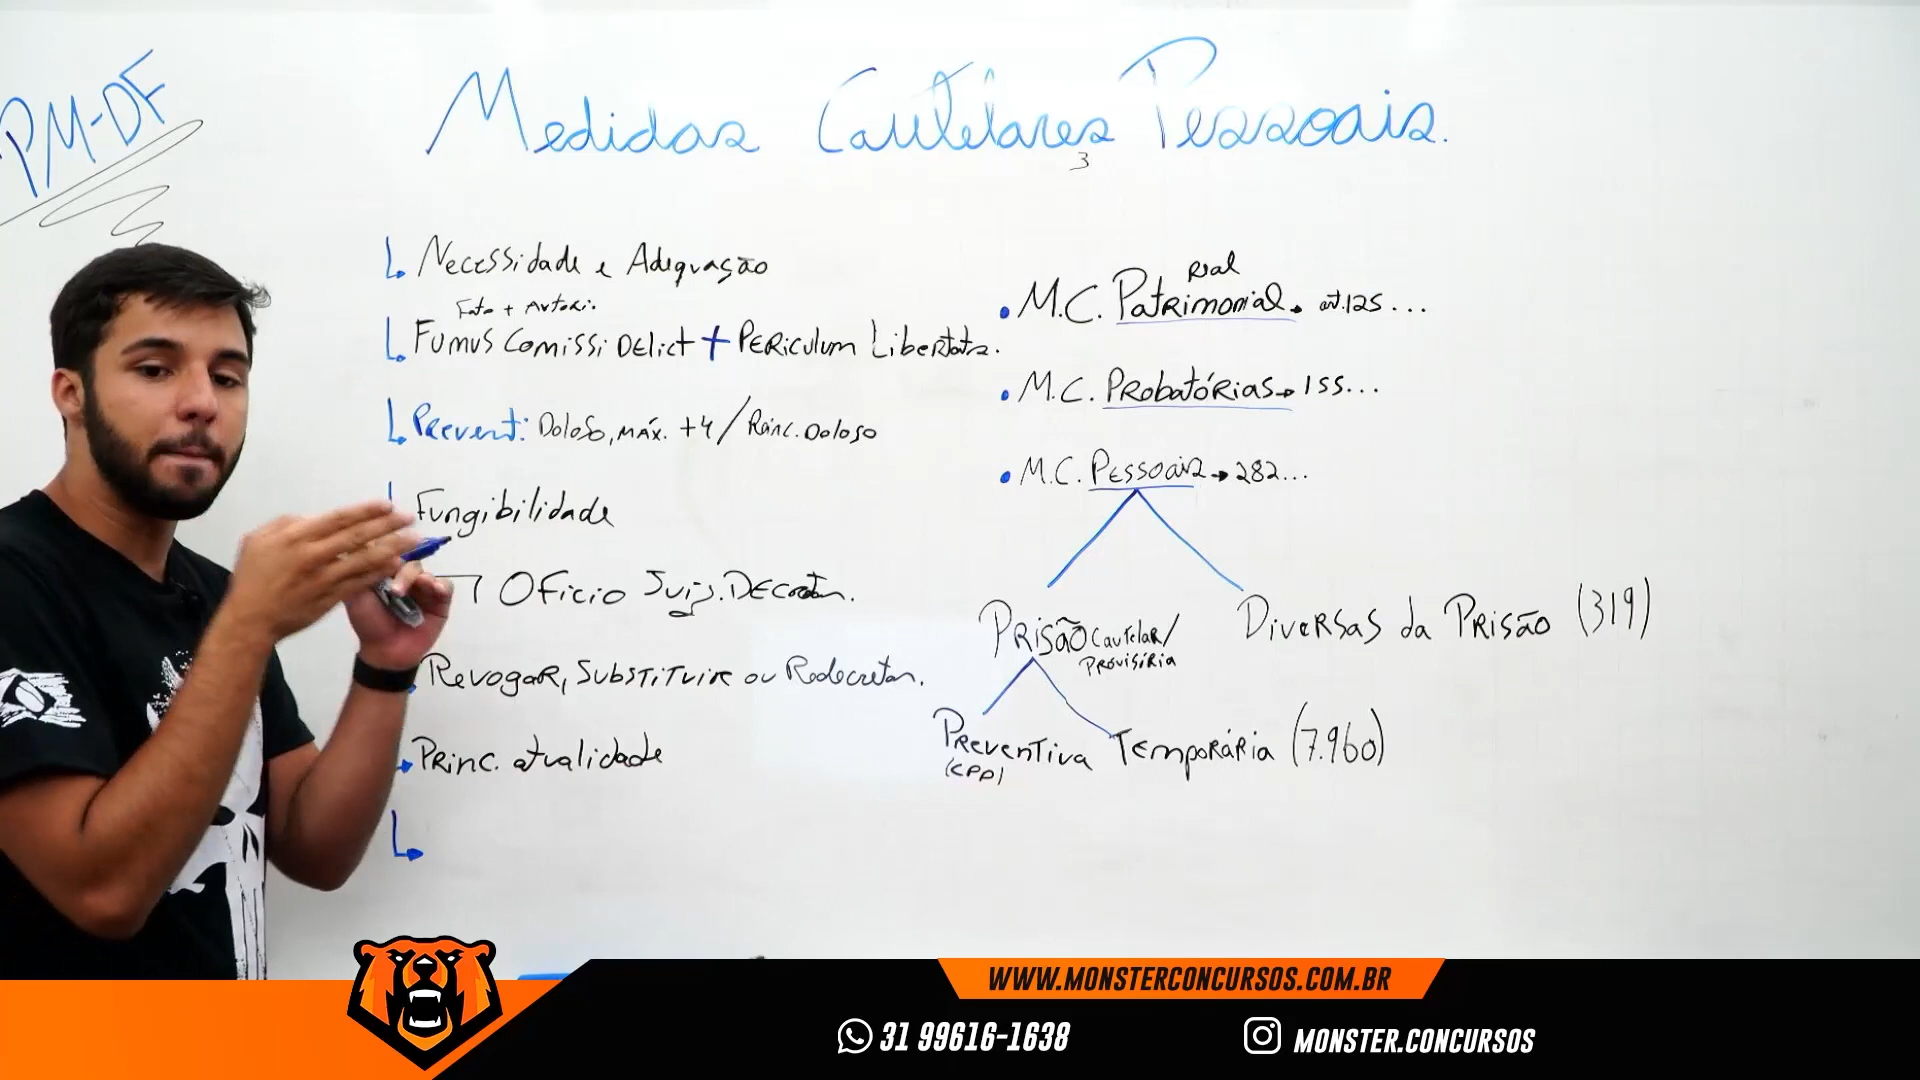 PM-DF
Medidas Cautelares Pessoais.
3
Necessidade e Adequação
Fato + Autori.
Fumus Comissi Delict + Periculum Libertatis.
Prevent: Doloso, máx. +4 / Reinc. Doloso
Fungibilidade
Ofício Juiz. Decretar.
Revogar, Substituir ou Redecretar.
Princ. atualidade
Real
• M.C. Patrimonial → art.125...
• M.C. Probatórias → 155...
• M.C. Pessoais → 282...
Prisão Cautelar/
Provisória
Diversas da Prisão (319)
Preventiva
(CPP)
Temporária (7.960)
WWW.MONSTERCONCURSOS.COM.BR
31 99616-1638
MONSTER.CONCURSOS